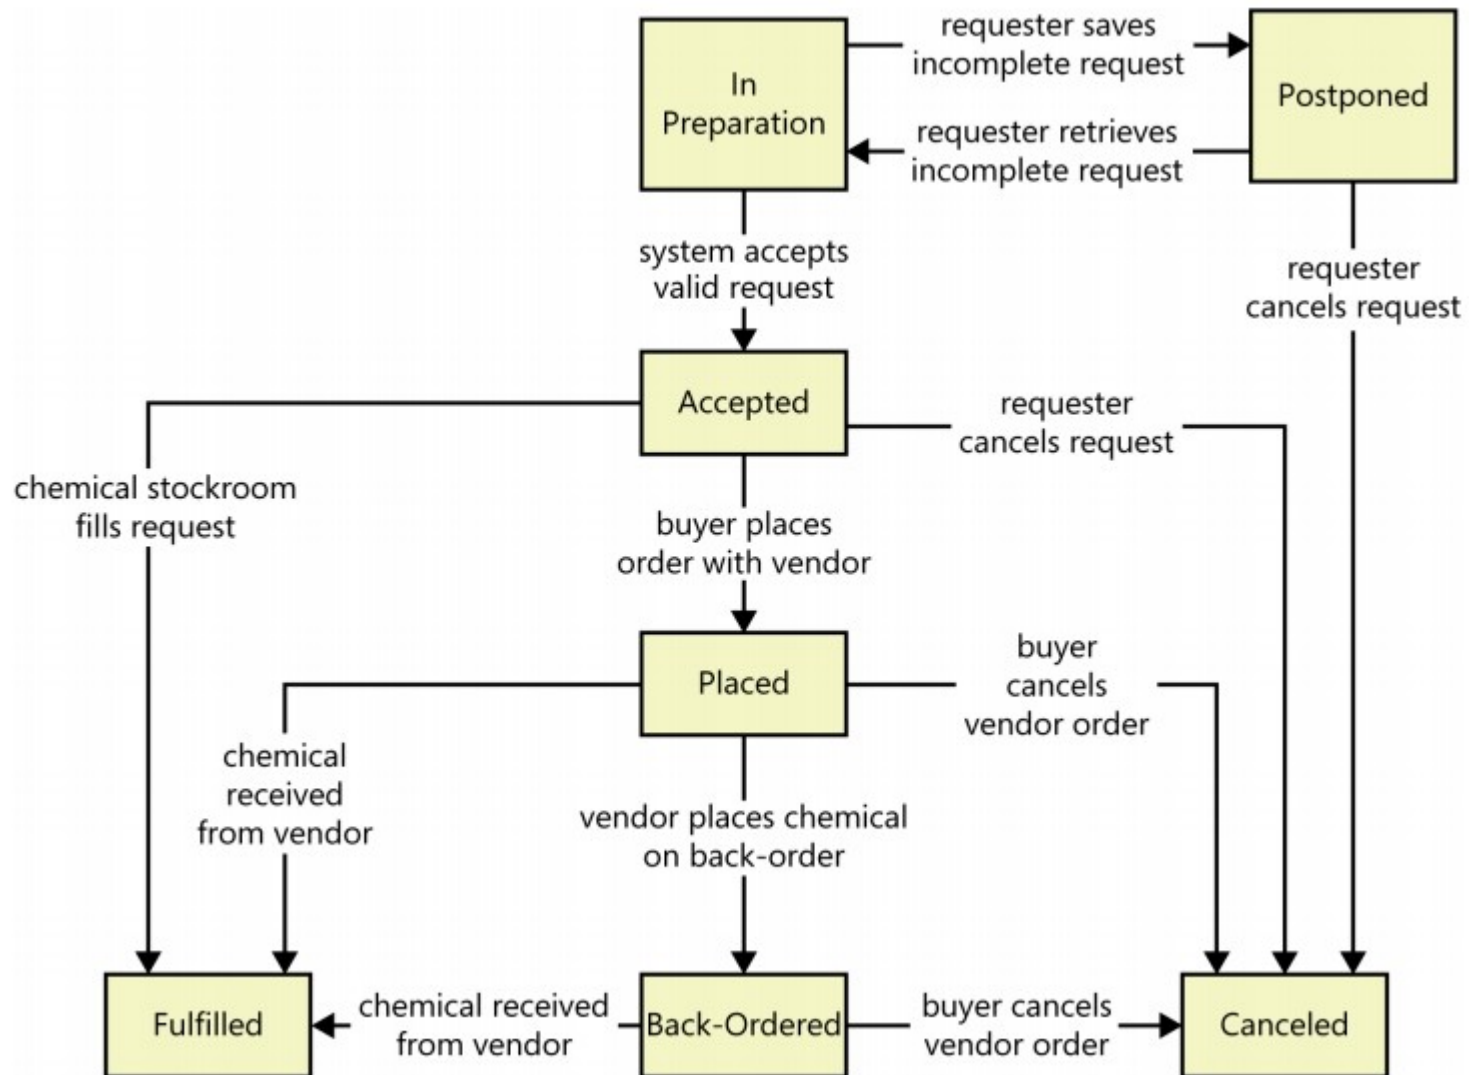 In
Preparation
requester saves
incomplete request
requester retrieves
incomplete request
Postponed
system accepts
valid request
requester
cancels request
Accepted
requester
cancels request
chemical stockroom
fills request
buyer places
order with vendor
Placed
buyer
cancels
vendor order
chemical
received
from vendor
vendor places chemical
on back-order
Fulfilled
chemical received
from vendor
Back-Ordered
buyer cancels
vendor order
Canceled